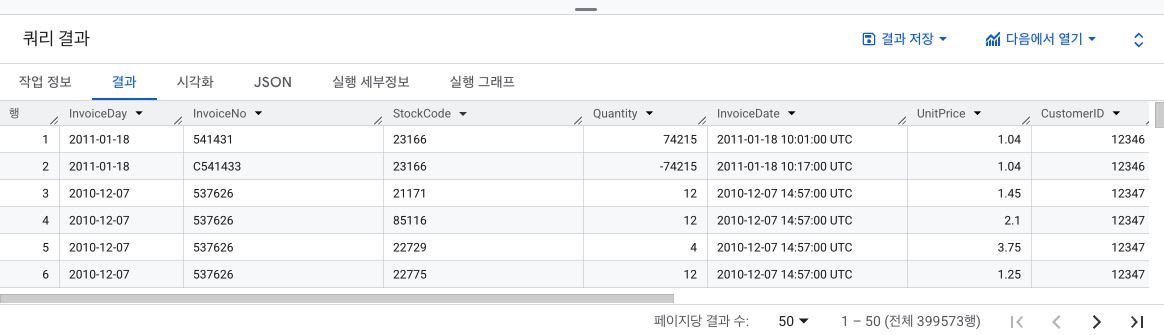 쿼리 결과 결과 저장 다음에서 열기
작업 정보 결과 시각화 JSON 실행 세부정보 실행 그래프
행 InvoiceDay InvoiceNo StockCode Quantity InvoiceDate UnitPrice CustomerID
1 2011-01-18 541431 23166 74215 2011-01-18 10:01:00 UTC 1.04 12346
2 2011-01-18 C541433 23166 -74215 2011-01-18 10:17:00 UTC 1.04 12346
3 2010-12-07 537626 21171 12 2010-12-07 14:57:00 UTC 1.45 12347
4 2010-12-07 537626 85116 12 2010-12-07 14:57:00 UTC 2.1 12347
5 2010-12-07 537626 22729 4 2010-12-07 14:57:00 UTC 3.75 12347
6 2010-12-07 537626 22775 12 2010-12-07 14:57:00 UTC 1.25 12347
페이지당 결과 수: 50 1 – 50 (전체 399573행)